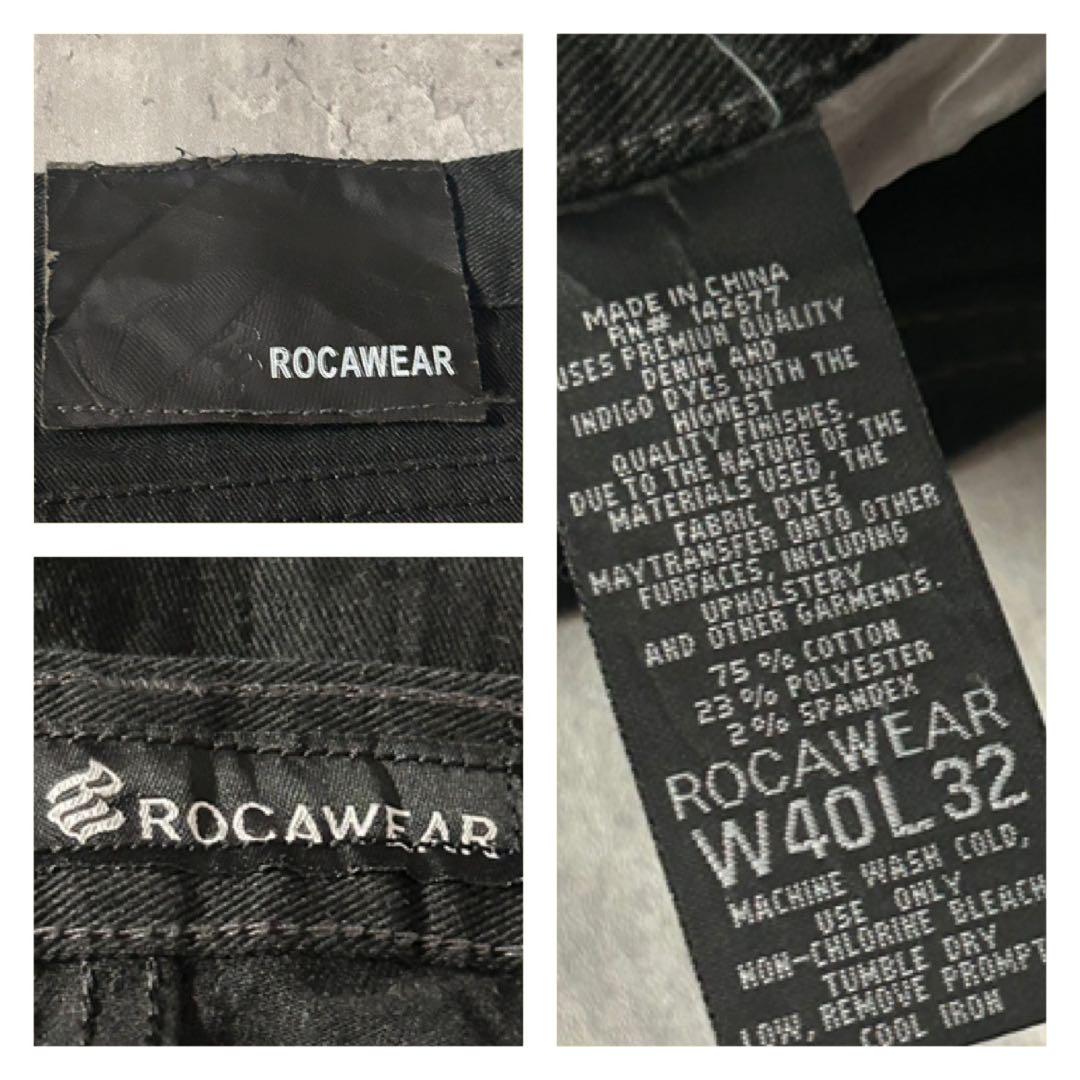 ROCAWEAR
ROCAWEAR
MADE IN CHINA
RN# 142677
USES PREMIUM QUALITY
DENIM AND
INDIGO DYES WITH THE
HIGHEST
QUALITY FINISHES.
DUE TO THE NATURE OF THE
MATERIALS USED, THE
FABRIC DYES
MAYTRANSFER ONTO OTHER
FURFACES, INCLUDING
UPHOLSTERY
AND OTHER GARMENTS.
75 % COTTON
23 % POLYESTER
2 % SPANDEX
ROCAWEAR
W40L32
MACHINE WASH COLD,
USE ONLY
NON-CHLORINE BLEACH
TUMBLE DRY
LOW, REMOVE PROMPT
COOL IRON